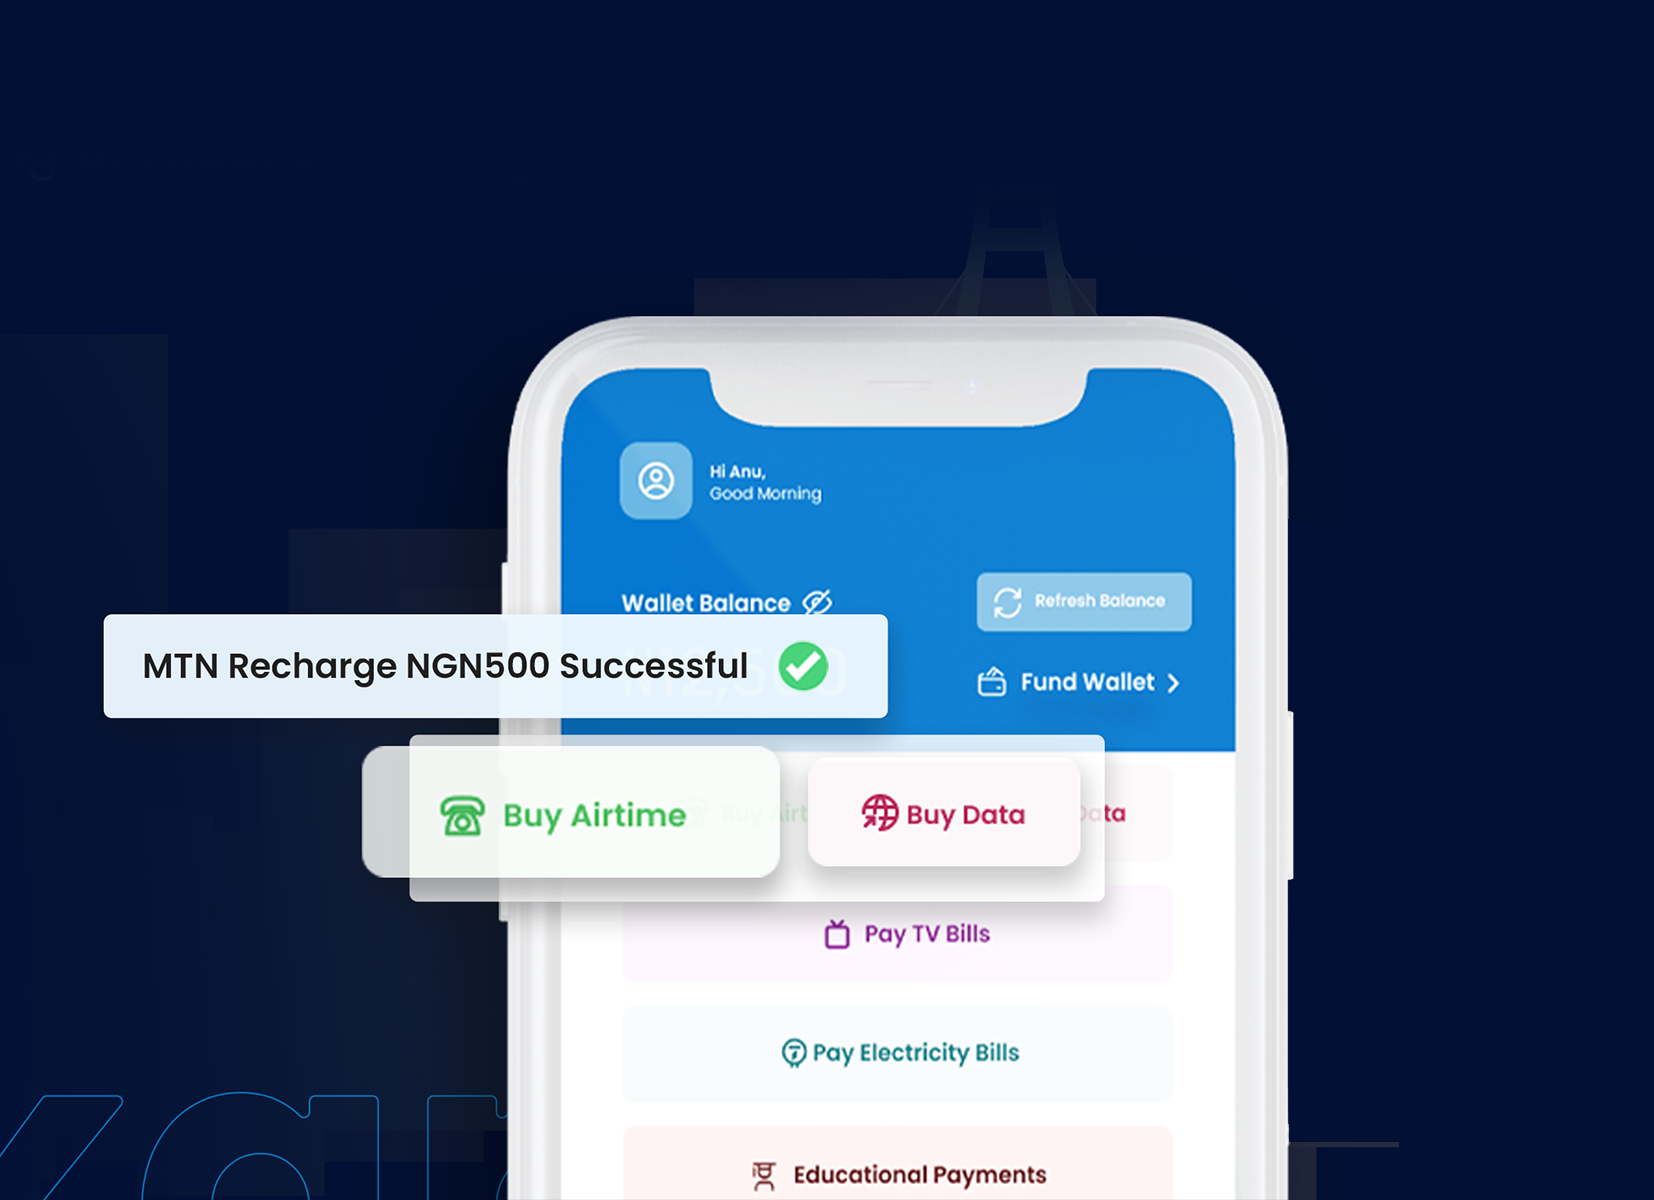 Hi Anu,
Good Morning
Wallet Balance
Refresh Balance
MTN Recharge NGN500 Successful
Fund Wallet
Buy Airtime
Buy Data
Data
Pay TV Bills
Pay Electricity Bills
Educational Payments